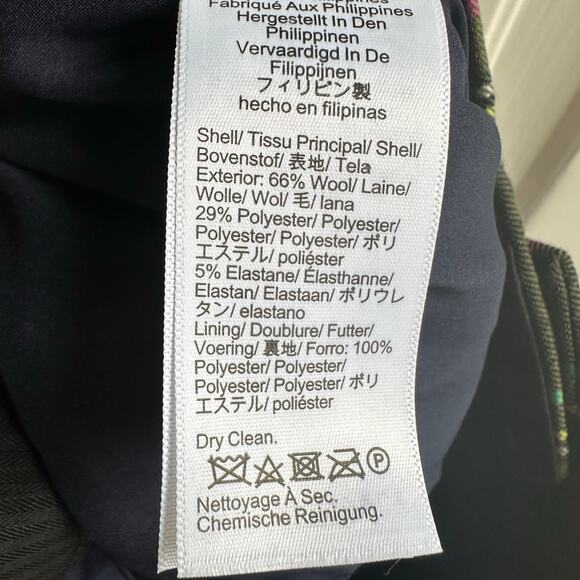 Philippines
Fabriqué Aux Philippines
Hergestellt In Den
Philippinen
Vervaardigd In De
Filippijnen
フィリピン製
hecho en filipinas
Shell/ Tissu Principal/ Shell/
Bovenstof/ 表地/ Tela
Exterior: 66% Wool/ Laine/
Wolle/ Wol/ 毛/ lana
29% Polyester/ Polyester/
Polyester/ Polyester/ ポリ
エステル/ poliéster
5% Elastane/ Élasthanne/
Elastan/ Elastaan/ ポリウレ
タン/ elastano
Lining/ Doublure/ Futter/
Voering/ 裏地/ Forro: 100%
Polyester/ Polyester/
Polyester/ Polyester/ ポリ
エステル/ poliéster
Dry Clean.
P
Nettoyage À Sec.
Chemische Reinigung.